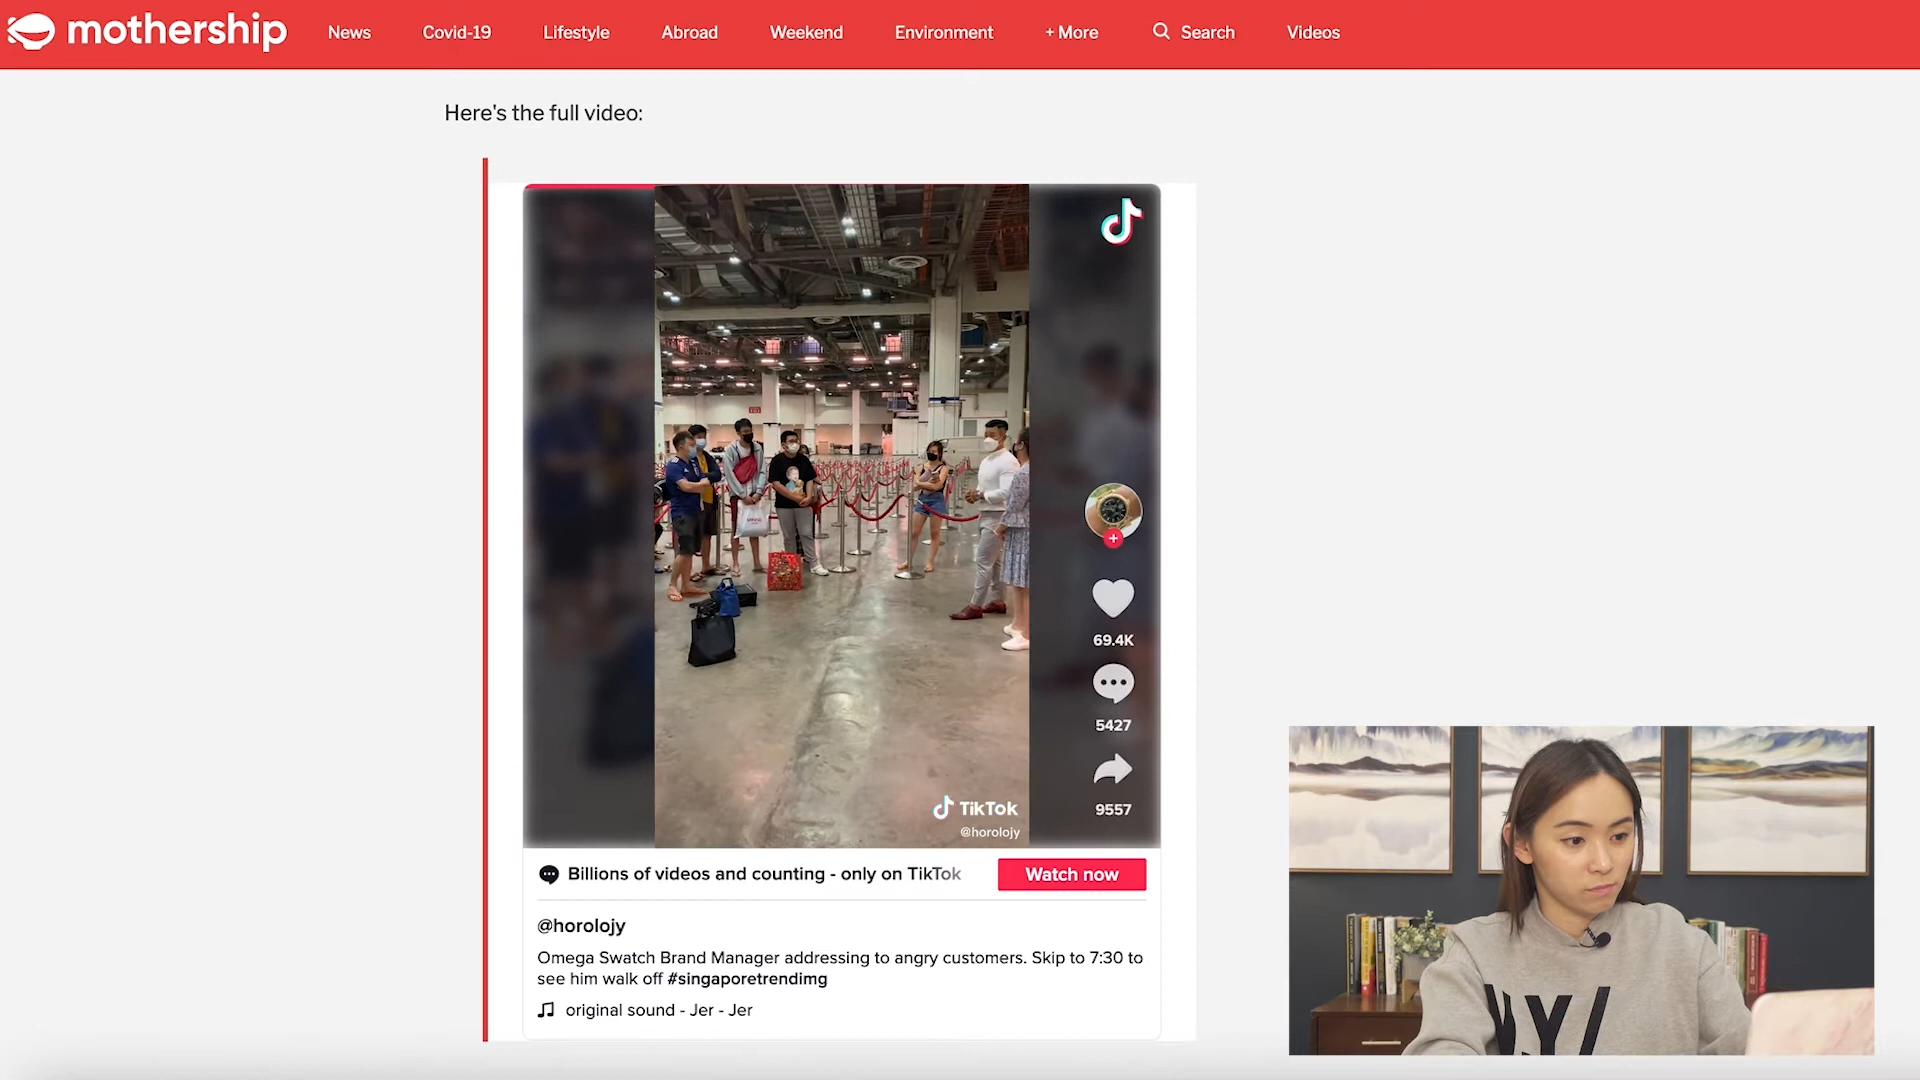 mothership
News
Covid-19
Lifestyle
Abroad
Weekend
Environment
+ More
Search
Videos
Here's the full video:
69.4K
5427
9557
TikTok
@horolojy
Billions of videos and counting - only on TikTok
Watch now
@horolojy
Omega Swatch Brand Manager addressing to angry customers. Skip to 7:30 to
see him walk off #singaporetrendimg
original sound - Jer - Jer